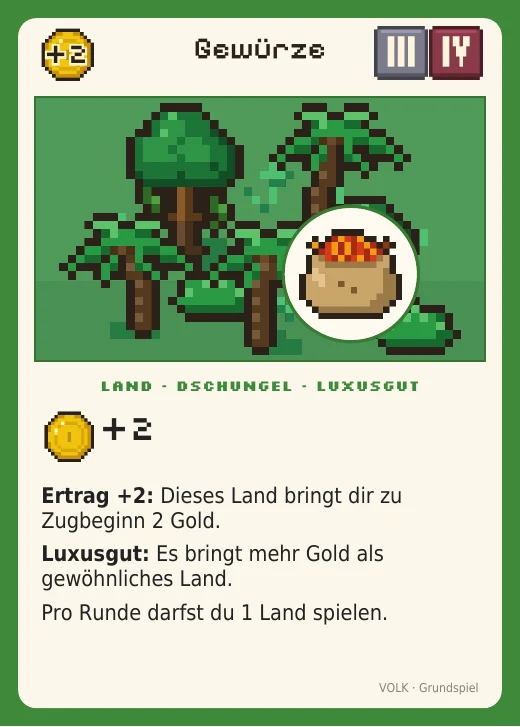 +2
Gewürze
III IV
LAND · DSCHUNGEL · LUXUSGUT
+2
Ertrag +2: Dieses Land bringt dir zu
Zugbeginn 2 Gold.
Luxusgut: Es bringt mehr Gold als
gewöhnliches Land.
Pro Runde darfst du 1 Land spielen.
VOLK · Grundspiel